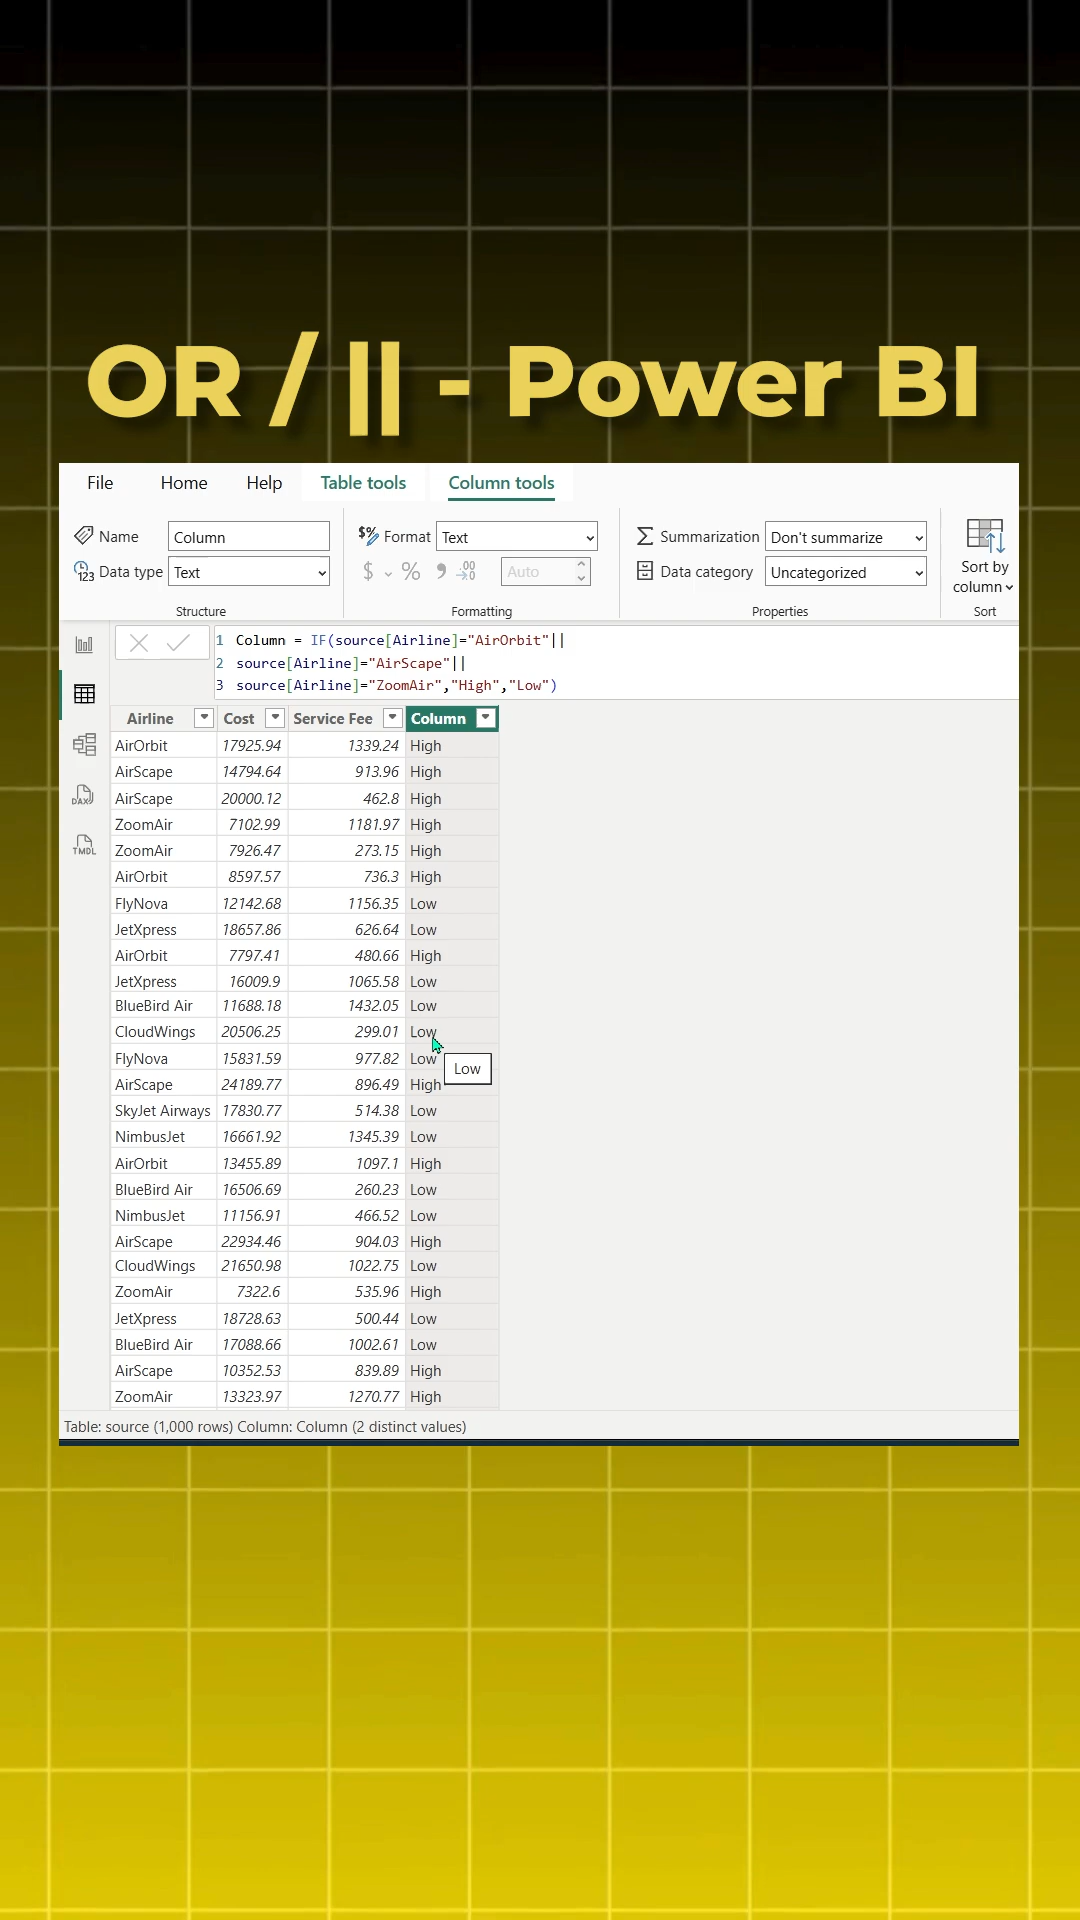 OR / || - Power BI
File Home Help Table tools Column tools
Name Column $% Format Text Summarization Don't summarize Sort by column
123 Data type Text $ % .00 Auto Data category Uncategorized
Structure Formatting Properties Sort
1 Column = IF(source[Airline]="AirOrbit"||
2 source[Airline]="AirScape"||
3 source[Airline]="ZoomAir","High","Low")
DAX
TMDL
Airline Cost Service Fee Column
AirOrbit 17925.94 1339.24 High
AirScape 14794.64 913.96 High
AirScape 20000.12 462.8 High
ZoomAir 7102.99 1181.97 High
ZoomAir 7926.47 273.15 High
AirOrbit 8597.57 736.3 High
FlyNova 12142.68 1156.35 Low
JetXpress 18657.86 626.64 Low
AirOrbit 7797.41 480.66 High
JetXpress 16009.9 1065.58 Low
BlueBird Air 11688.18 1432.05 Low
CloudWings 20506.25 299.01 Low
FlyNova 15831.59 977.82 Low
Low
AirScape 24189.77 896.49 High
SkyJet Airways 17830.77 514.38 Low
NimbusJet 16661.92 1345.39 Low
AirOrbit 13455.89 1097.1 High
BlueBird Air 16506.69 260.23 Low
NimbusJet 11156.91 466.52 Low
AirScape 22934.46 904.03 High
CloudWings 21650.98 1022.75 Low
ZoomAir 7322.6 535.96 High
JetXpress 18728.63 500.44 Low
BlueBird Air 17088.66 1002.61 Low
AirScape 10352.53 839.89 High
ZoomAir 13323.97 1270.77 High
Table: source (1,000 rows) Column: Column (2 distinct values)